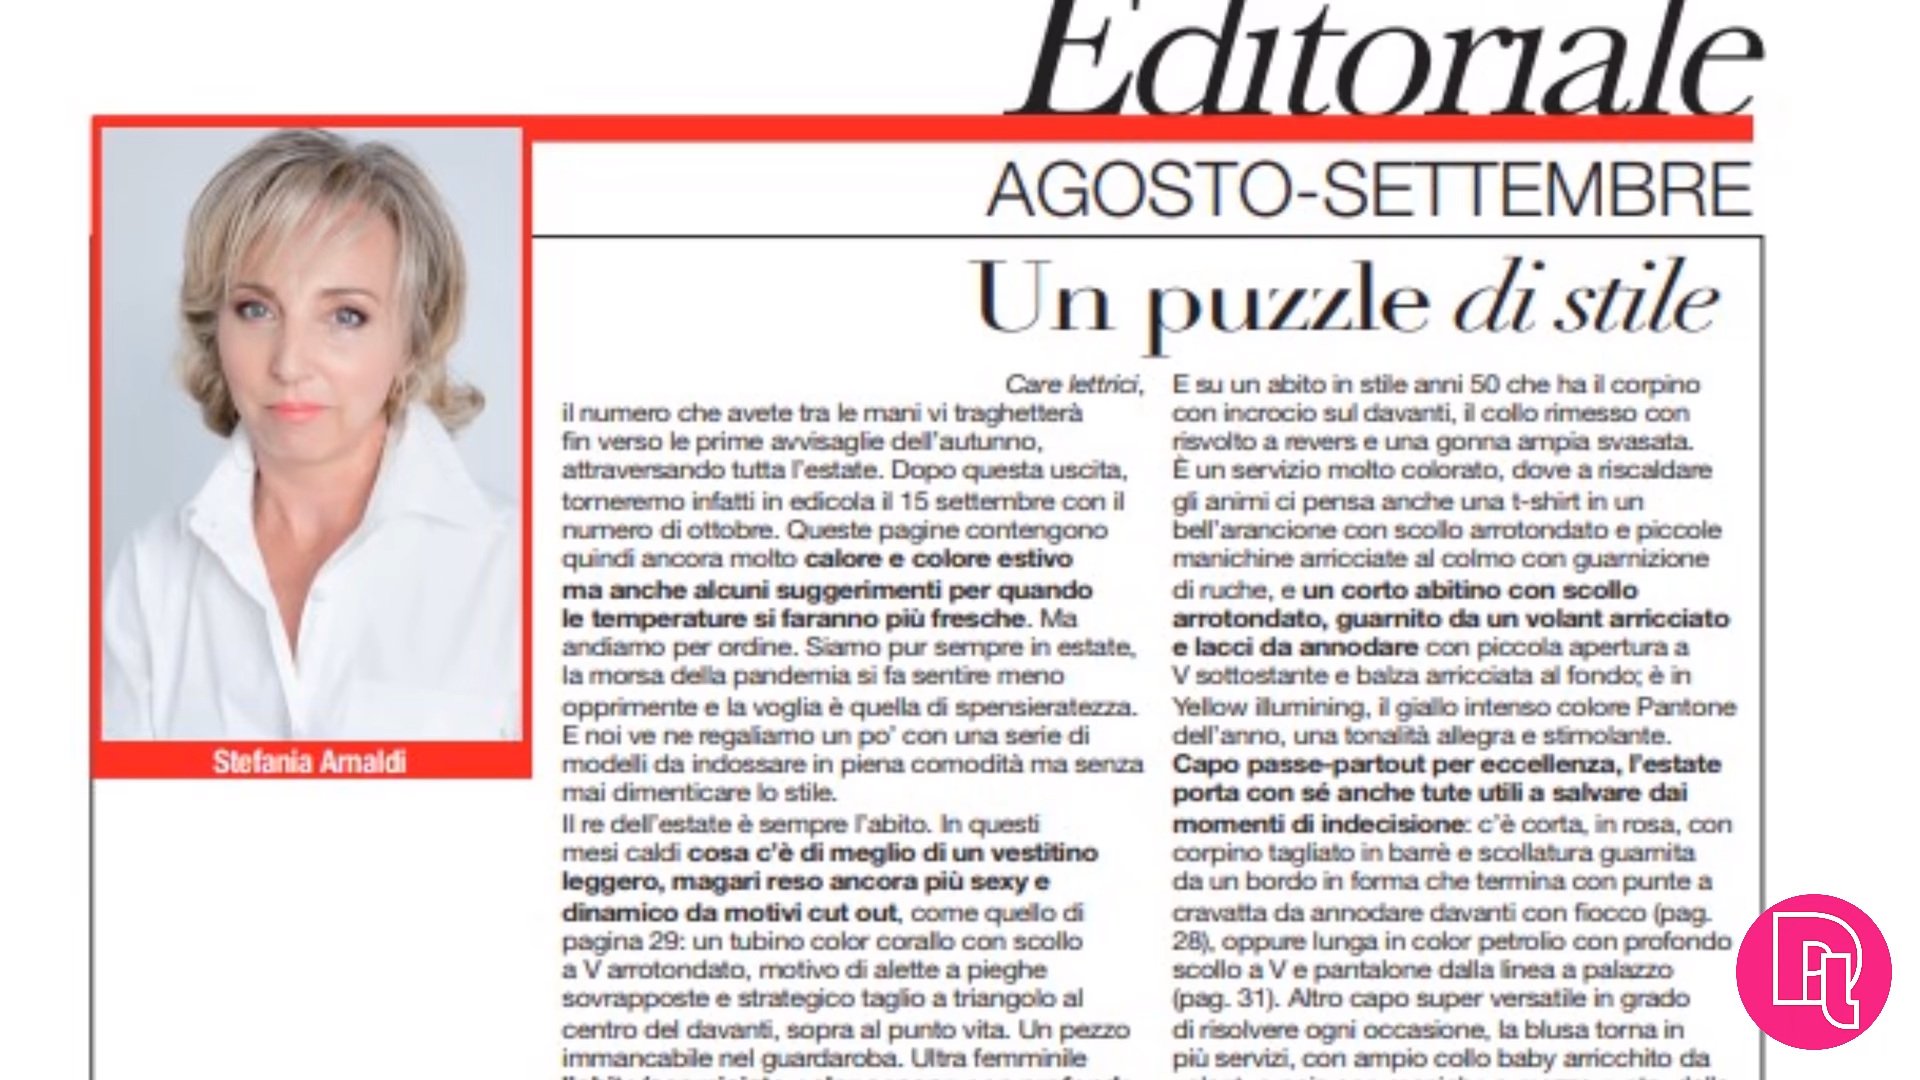 Editoriale
AGOSTO-SETTEMBRE
Un puzzle di stile
Stefania Arnaldi
Care lettrici,
il numero che avete tra le mani vi traghetterà
fin verso le prime avvisaglie dell'autunno,
attraversando tutta l'estate. Dopo questa uscita,
torneremo infatti in edicola il 15 settembre con il
numero di ottobre. Queste pagine contengono
quindi ancora molto calore e colore estivo
ma anche alcuni suggerimenti per quando
le temperature si faranno più fresche. Ma
andiamo per ordine. Siamo pur sempre in estate,
la morsa della pandemia si fa sentire meno
opprimente e la voglia è quella di spensieratezza.
E noi ve ne regaliamo un po' con una serie di
modelli da indossare in piena comodità ma senza
mai dimenticare lo stile.
Il re dell'estate è sempre l'abito. In questi
mesi caldi cosa c'è di meglio di un vestitino
leggero, magari reso ancora più sexy e
dinamico da motivi cut out, come quello di
pagina 29: un tubino color corallo con scollo
a V arrotondato, motivo di alette a pieghe
sovrapposte e strategico taglio a triangolo al
centro del davanti, sopra al punto vita. Un pezzo
immancabile nel guardaroba. Ultra femminile
E su un abito in stile anni 50 che ha il corpino
con incrocio sul davanti, il collo rimesso con
risvolto a revers e una gonna ampia svasata.
È un servizio molto colorato, dove a riscaldare
gli animi ci pensa anche una t-shirt in un
bell'arancione con scollo arrotondato e piccole
manichine arricciate al colmo con guarnizione
di ruche, e un corto abitino con scollo
arrotondato, guarnito da un volant arricciato
e lacci da annodare con piccola apertura a
V sottostante e balza arricciata al fondo; è in
Yellow illumining, il giallo intenso colore Pantone
dell'anno, una tonalità allegra e stimolante.
Capo passe-partout per eccellenza, l'estate
porta con sé anche tute utili a salvare dai
momenti di indecisione: c'è corta, in rosa, con
corpino tagliato in barrè e scollatura guarnita
da un bordo in forma che termina con punte a
cravatta da annodare davanti con fiocco (pag.
28), oppure lunga in color petrolio con profondo
scollo a V e pantalone dalla linea a palazzo
(pag. 31). Altro capo super versatile in grado
di risolvere ogni occasione, la blusa torna in
più servizi, con ampio collo baby arricchito da